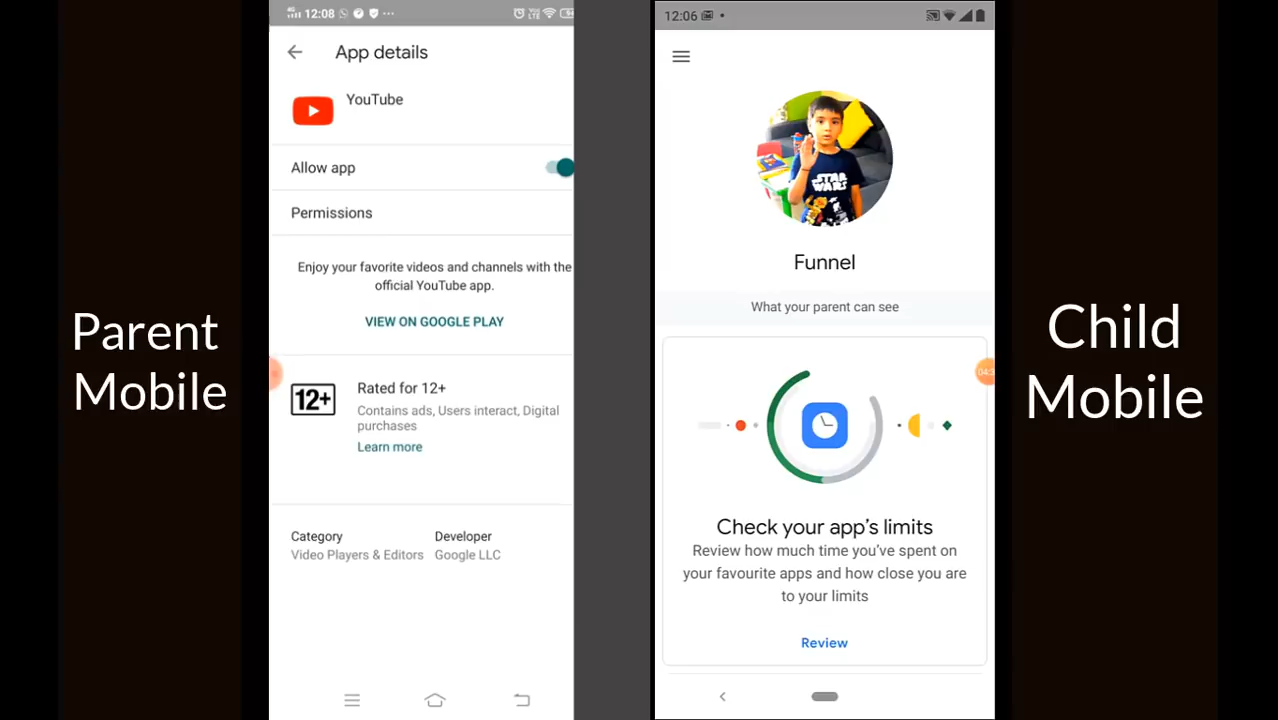 Parent
Mobile
4G
12:08
App details
YouTube
Allow app
Permissions
Enjoy your favorite videos and channels with the
official YouTube app.
VIEW ON GOOGLE PLAY
12+
Rated for 12+
Contains ads, Users interact, Digital
purchases
Learn more
Category
Developer
Video Players & Editors
Google LLC
12:06
STAR
WARS
Funnel
What your parent can see
Check your app's limits
Review how much time you've spent on
your favourite apps and how close you are
to your limits
Review
Child
Mobile